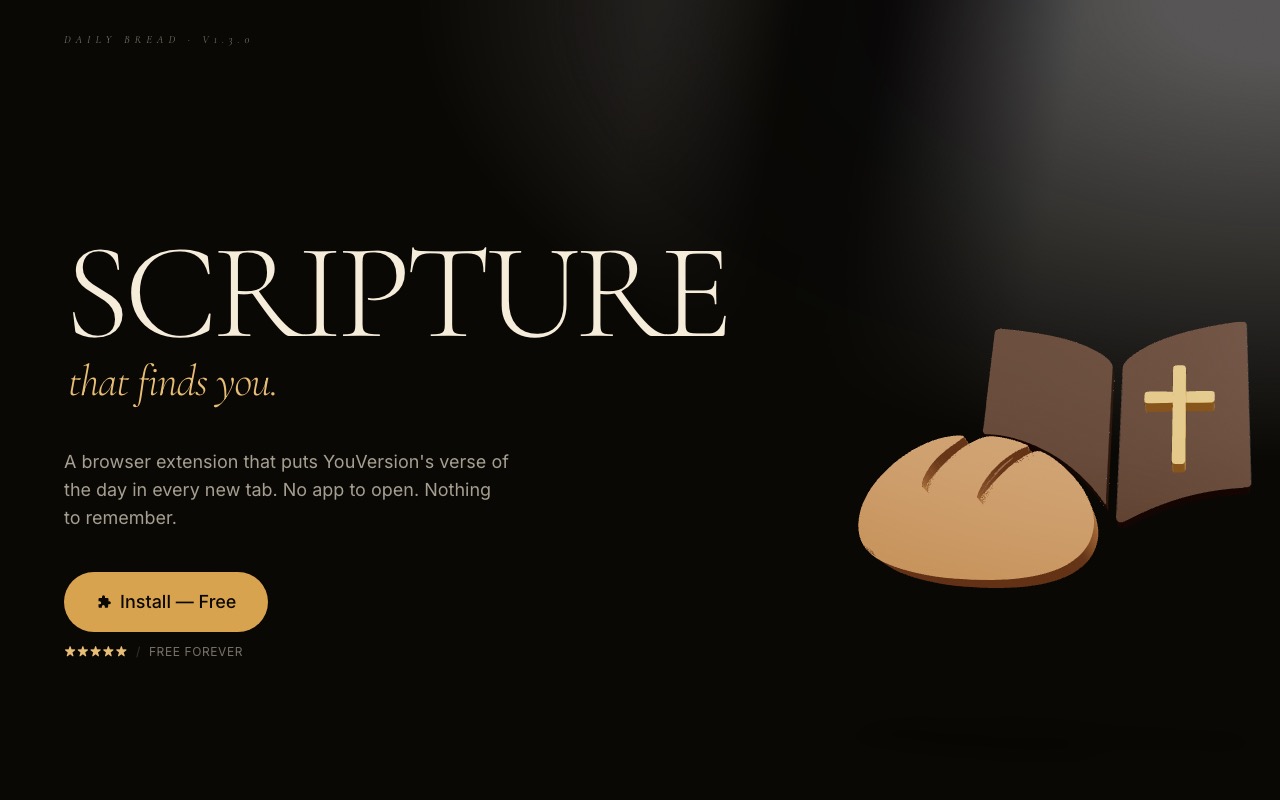 DAILY BREAD · V1.3.0
SCRIPTURE
that finds you.
A browser extension that puts YouVersion's verse of
the day in every new tab. No app to open. Nothing
to remember.
Install — Free
★★★★★ / FREE FOREVER